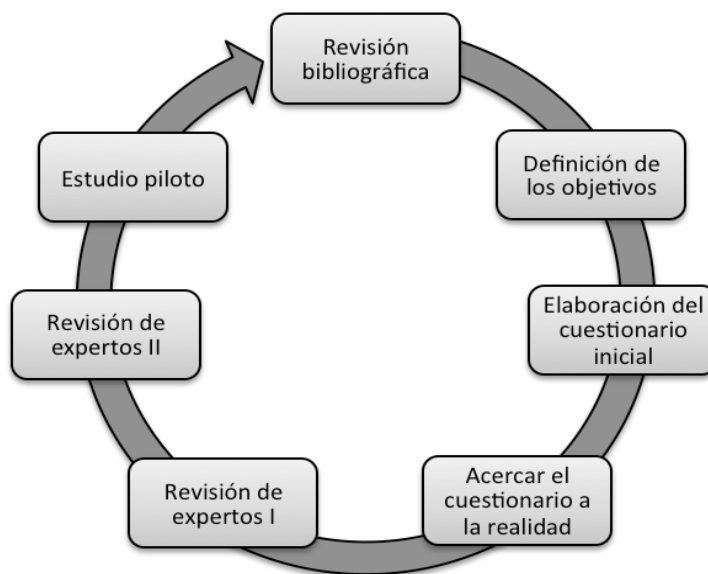 Revisión
bibliográfica
Definición de
los objetivos
Elaboración del
cuestionario
inicial
Acercar el
cuestionario a
la realidad
Revisión de
expertos I
Revisión de
expertos II
Estudio piloto